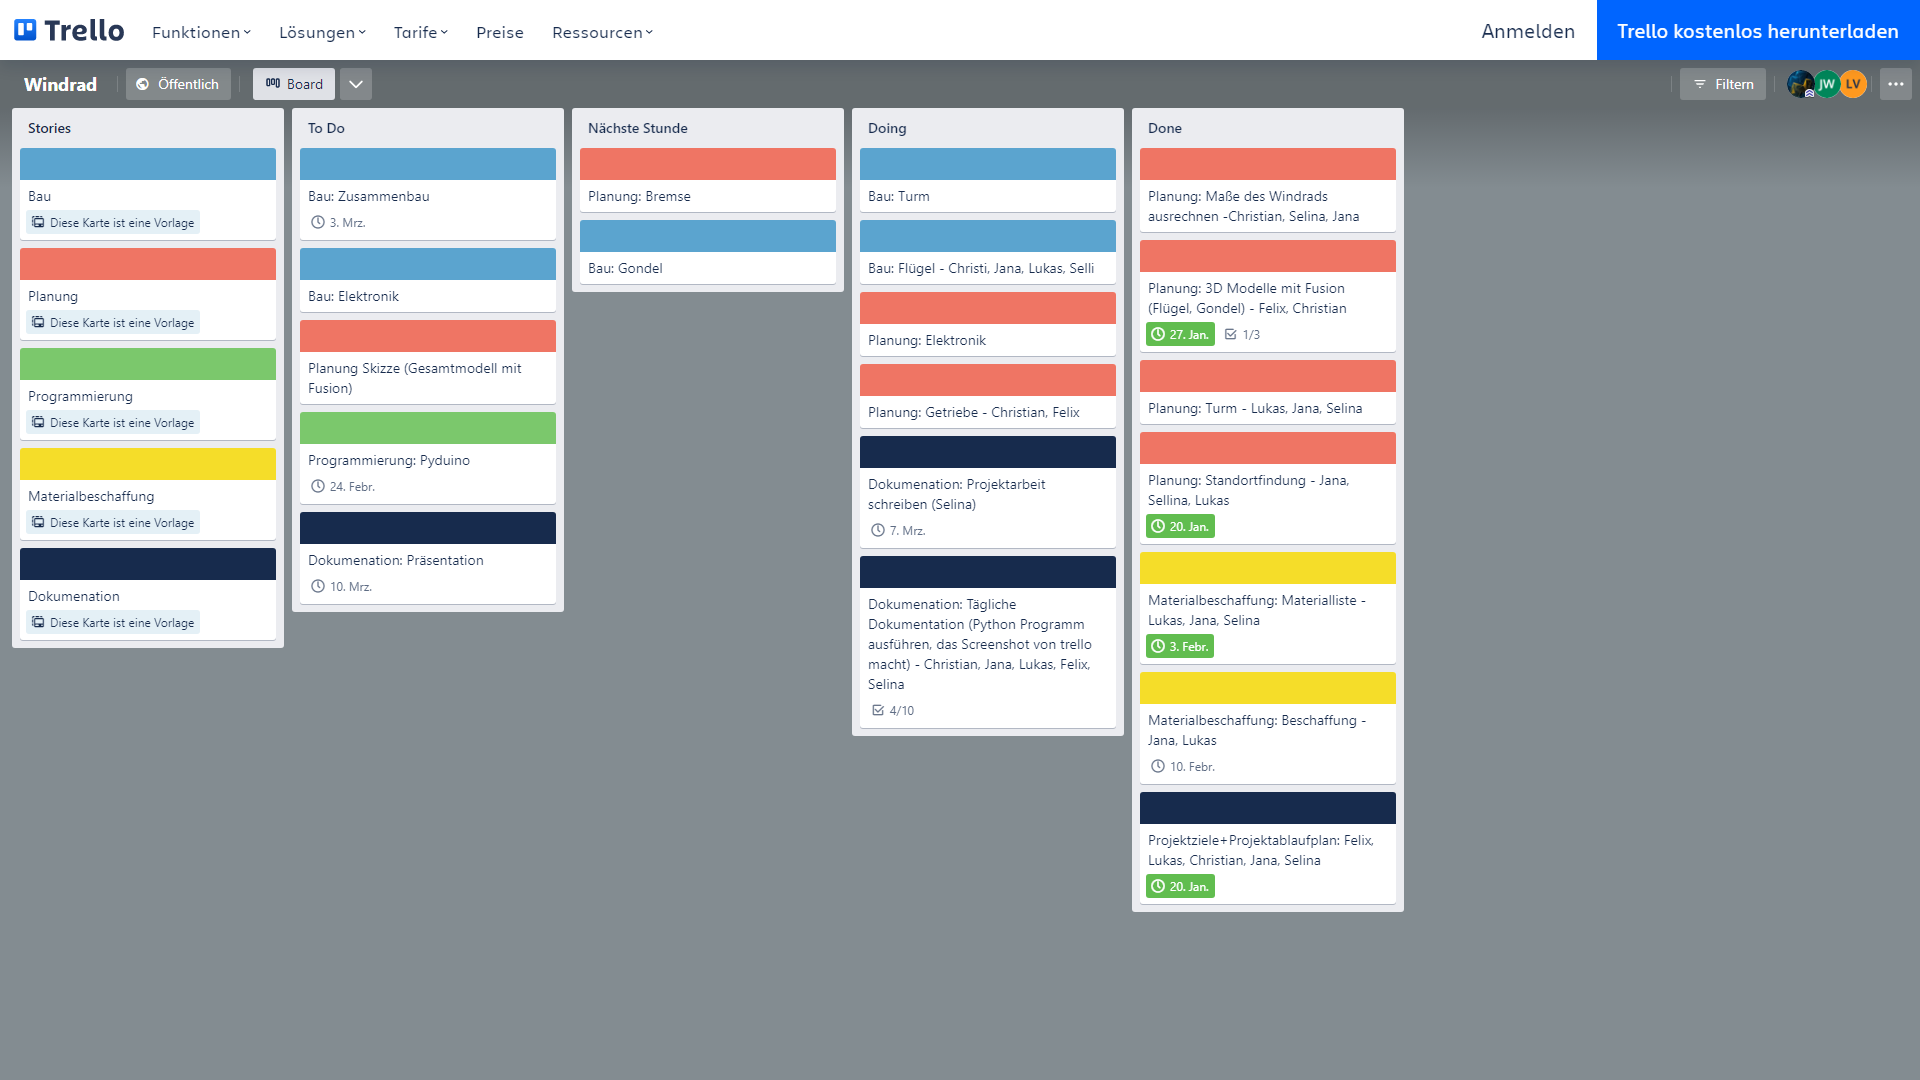 Trello
Funktionen
Lösungen
Tarife
Preise
Ressourcen
Anmelden
Trello kostenlos herunterladen
Windrad
Öffentlich
Board
Filtern
JW
LV
Stories
Bau
Diese Karte ist eine Vorlage
Planung
Diese Karte ist eine Vorlage
Programmierung
Diese Karte ist eine Vorlage
Materialbeschaffung
Diese Karte ist eine Vorlage
Dokumenation
Diese Karte ist eine Vorlage
To Do
Bau: Zusammenbau
3. Mrz.
Bau: Elektronik
Planung Skizze (Gesamtmodell mit
Fusion)
Programmierung: Pyduino
24. Febr.
Dokumenation: Präsentation
10. Mrz.
Nächste Stunde
Planung: Bremse
Bau: Gondel
Doing
Bau: Turm
Bau: Flügel - Christi, Jana, Lukas, Selli
Planung: Elektronik
Planung: Getriebe - Christian, Felix
Dokumenation: Projektarbeit
schreiben (Selina)
7. Mrz.
Dokumenation: Tägliche
Dokumentation (Python Programm
ausführen, das Screenshot von trello
macht) - Christian, Jana, Lukas, Felix,
Selina
4/10
Done
Planung: Maße des Windrads
ausrechnen -Christian, Selina, Jana
Planung: 3D Modelle mit Fusion
(Flügel, Gondel) - Felix, Christian
27. Jan. 1/3
Planung: Turm - Lukas, Jana, Selina
Planung: Standortfindung - Jana,
Sellina, Lukas
20. Jan.
Materialbeschaffung: Materialliste -
Lukas, Jana, Selina
3. Febr.
Materialbeschaffung: Beschaffung -
Jana, Lukas
10. Febr.
Projektziele+Projektablaufplan: Felix,
Lukas, Christian, Jana, Selina
20. Jan.